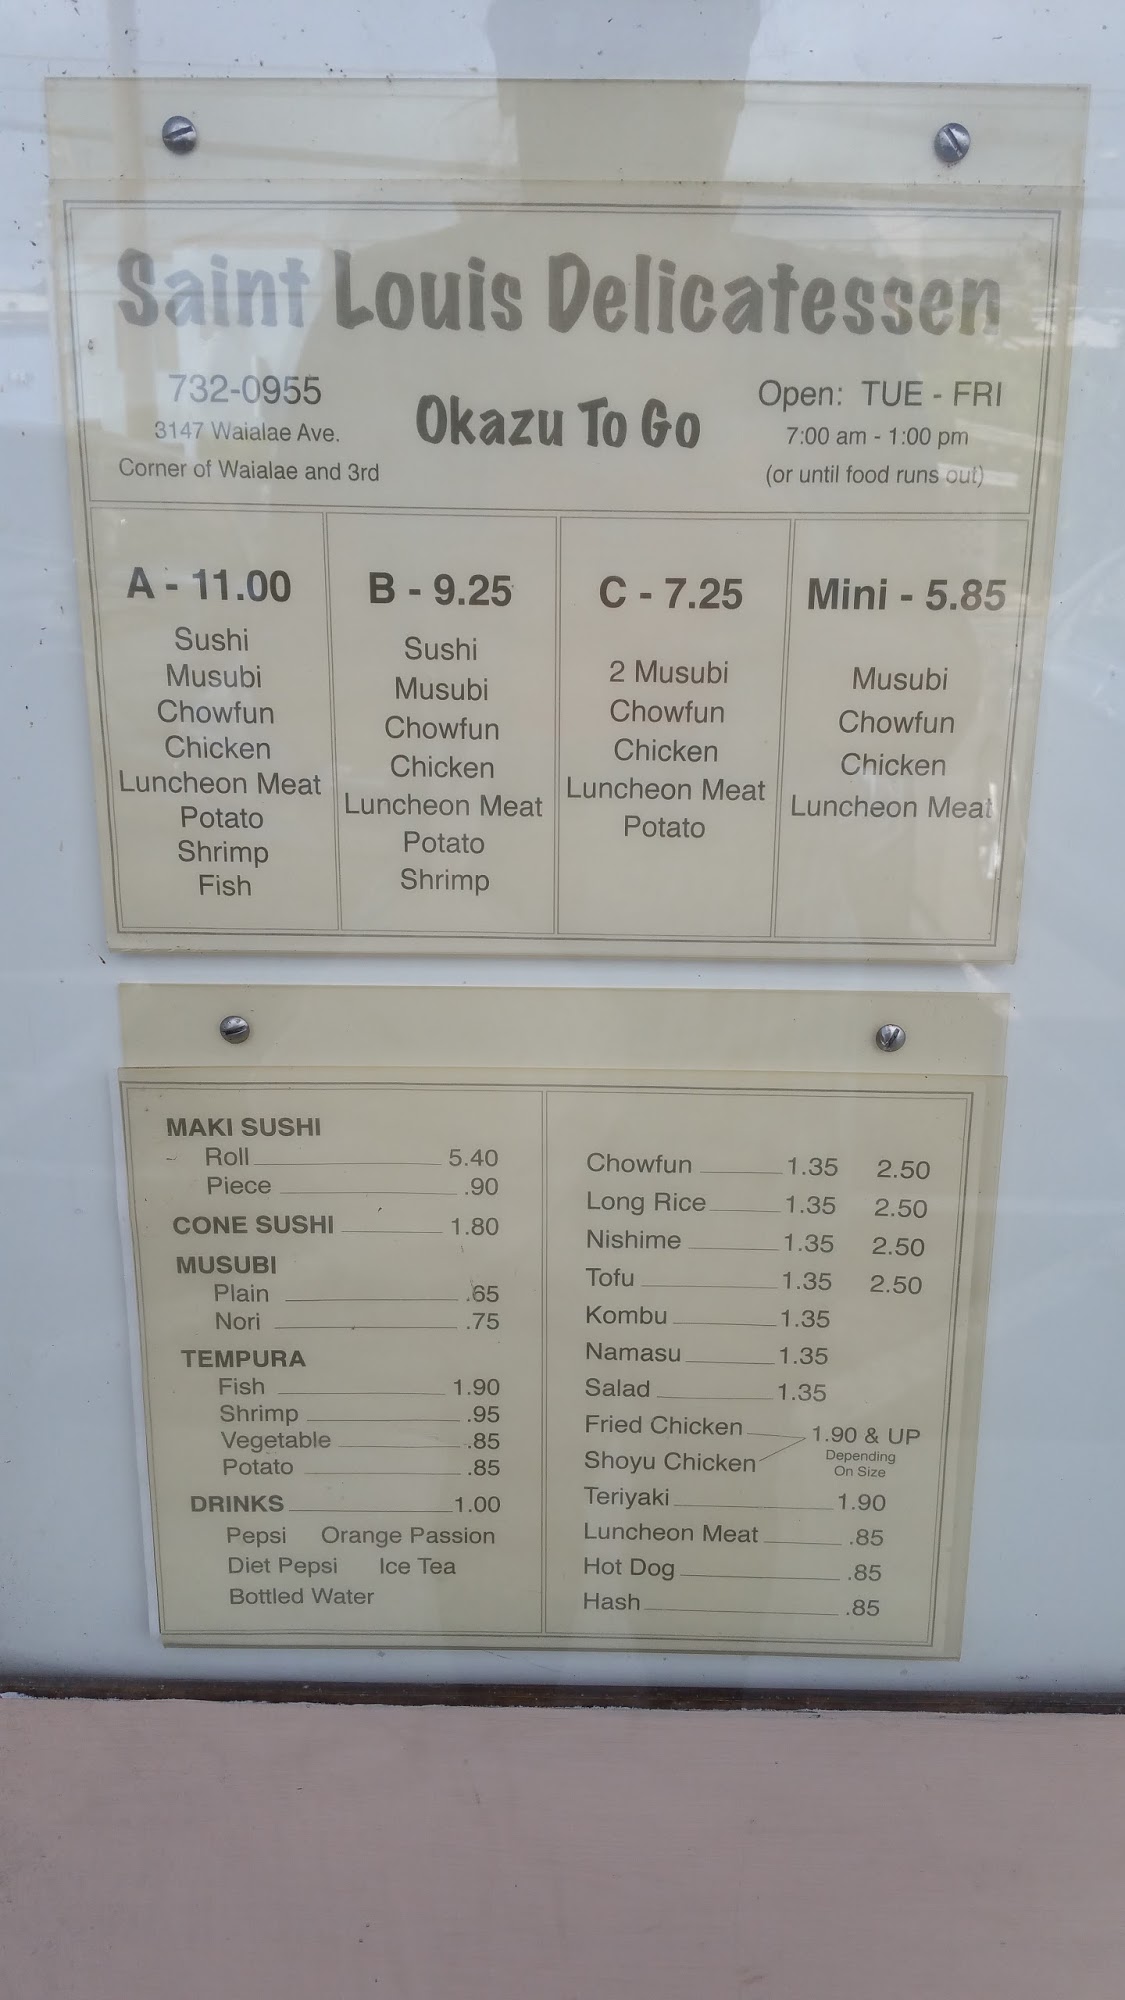 Saint Louis Delicatessen
732-0955
3147 Waialae Ave.
Corner of Waialae and 3rd
Okazu To Go
Open: TUE - FRI
7:00 am - 1:00 pm
(or until food runs out)
A - 11.00
Sushi
Musubi
Chowfun
Chicken
Luncheon Meat
Potato
Shrimp
Fish
B - 9.25
Sushi
Musubi
Chowfun
Chicken
Luncheon Meat
Potato
Shrimp
C - 7.25
2 Musubi
Chowfun
Chicken
Luncheon Meat
Potato
Mini - 5.85
Musubi
Chowfun
Chicken
Luncheon Meat
MAKI SUSHI
Roll 5.40
Piece .90
CONE SUSHI 1.80
MUSUBI
Plain .65
Nori .75
TEMPURA
Fish 1.90
Shrimp .95
Vegetable .85
Potato .85
DRINKS 1.00
Pepsi Orange Passion
Diet Pepsi Ice Tea
Bottled Water
Chowfun 1.35 2.50
Long Rice 1.35 2.50
Nishime 1.35 2.50
Tofu 1.35 2.50
Kombu 1.35
Namasu 1.35
Salad 1.35
Fried Chicken 1.90 & UP
Shoyu Chicken Depending
On Size
Teriyaki 1.90
Luncheon Meat .85
Hot Dog .85
Hash .85